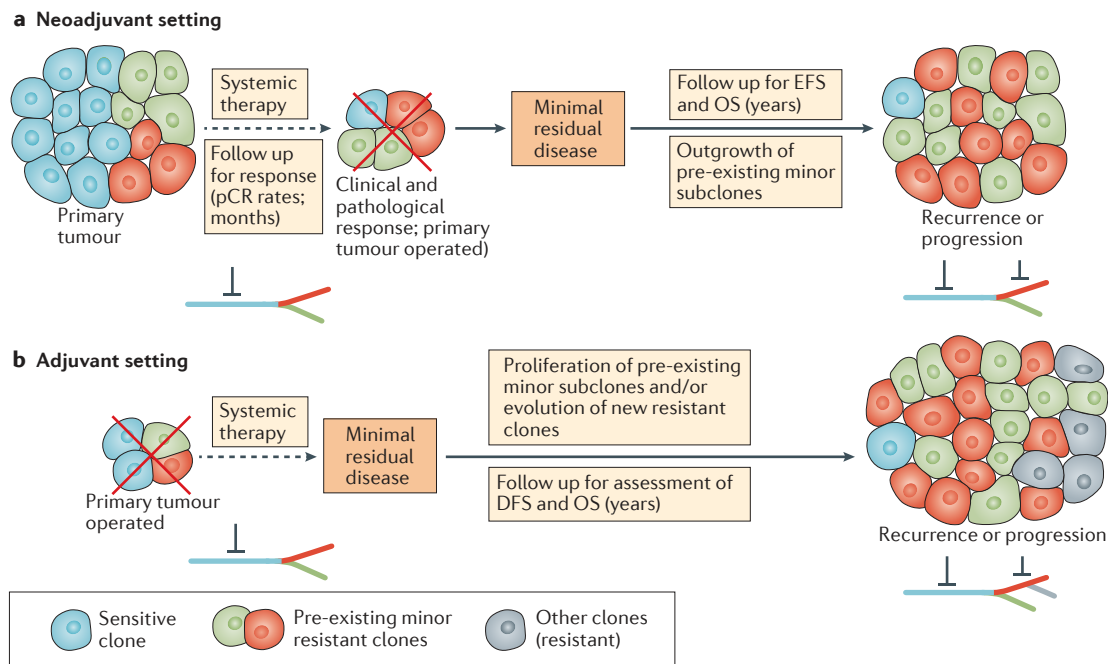 a Neoadjuvant setting
Primary
tumour
Systemic
therapy
Follow up
for response
(pCR rates;
months)
Clinical and
pathological
response; primary
tumour operated)
Minimal
residual
disease
Follow up for EFS
and OS (years)
Outgrowth of
pre-existing minor
subclones
Recurrence or
progression
b Adjuvant setting
Primary tumour
operated
Systemic
therapy
Minimal
residual
disease
Proliferation of pre-existing
minor subclones and/or
evolution of new resistant
clones
Follow up for assessment of
DFS and OS (years)
Recurrence or progression
Sensitive
clone
Pre-existing minor
resistant clones
Other clones
(resistant)